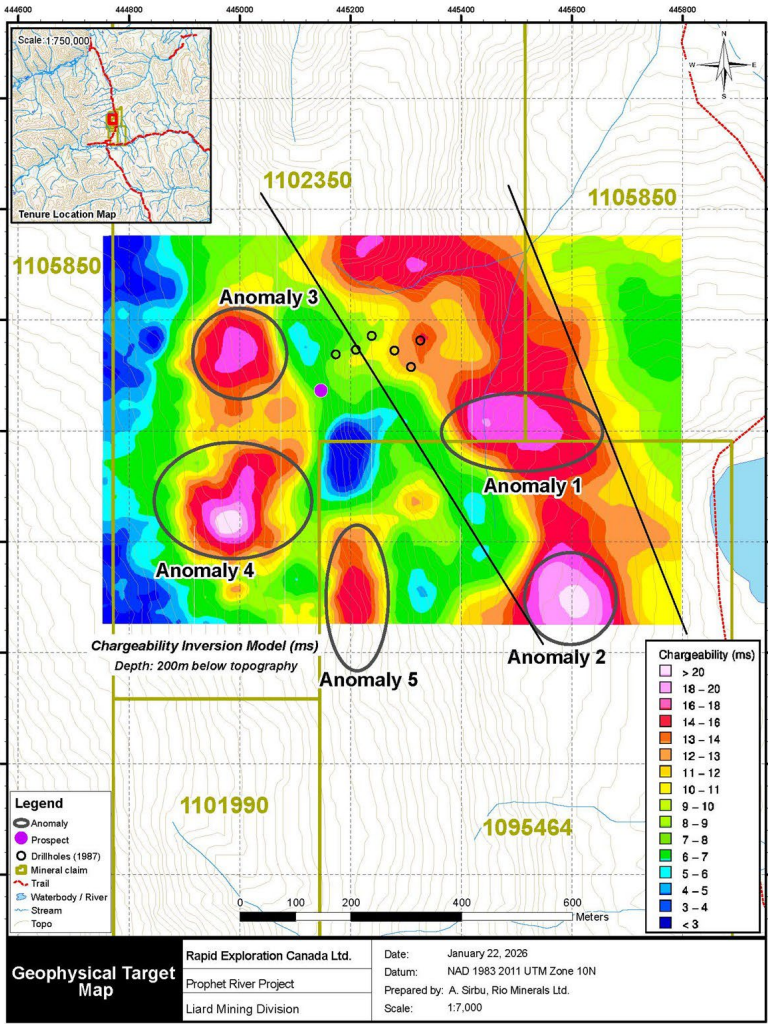 444600
444800
445000
445200
445400
445600
445800
Scale:1:750,000
Tenure Location Map
N
W
E
S
1102350
1105850
1105850
Anomaly 3
Anomaly 1
Anomaly 4
Anomaly 2
Anomaly 5
Chargeability Inversion Model (ms)
Depth: 200m below topography
1101990
1095464
Chargeability (ms)
> 20
18 – 20
16 – 18
14 – 16
13 – 14
12 – 13
11 – 12
10 – 11
9 – 10
8 – 9
7 – 8
6 – 7
5 – 6
4 – 5
3 – 4
< 3
Legend
Anomaly
Prospect
Drillholes (1987)
Mineral claim
Trail
Waterbody / River
Stream
Topo
0 100 200 400 600 Meters
Geophysical Target
Map
Rapid Exploration Canada Ltd.
Prophet River Project
Liard Mining Division
Date: January 22, 2026
Datum: NAD 1983 2011 UTM Zone 10N
Prepared by: A. Sirbu, Rio Minerals Ltd.
Scale: 1:7,000